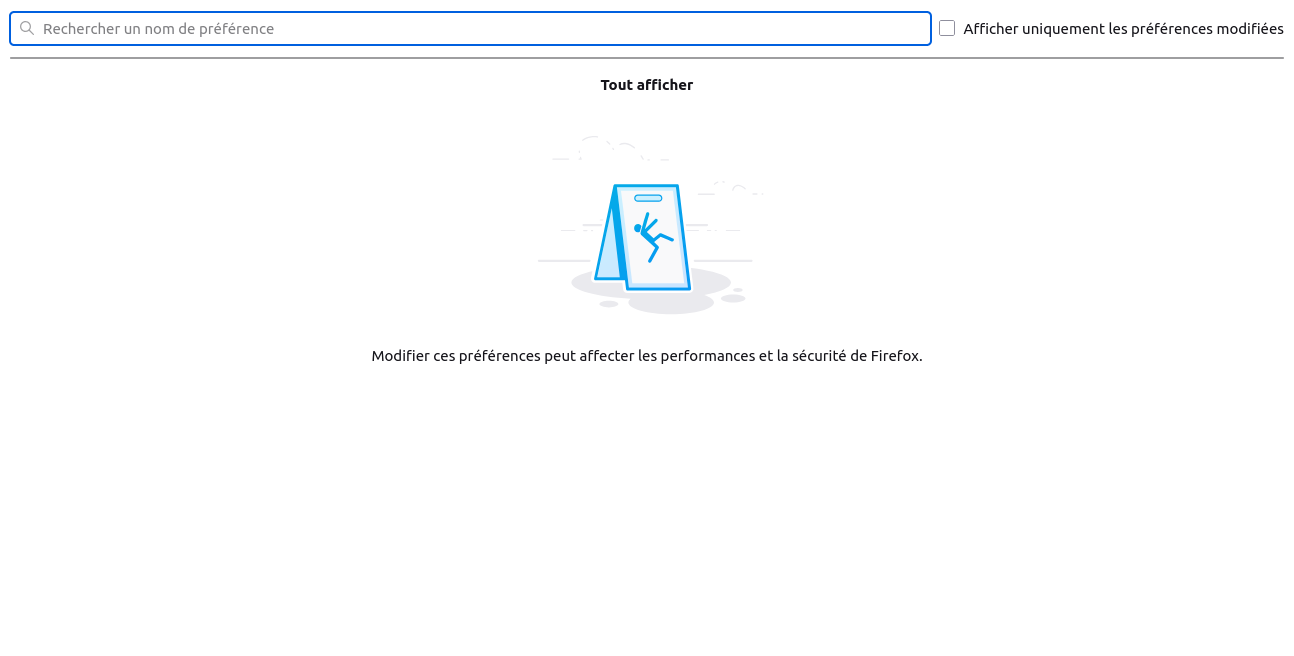 Rechercher un nom de préférence
Afficher uniquement les préférences modifiées
Tout afficher
Modifier ces préférences peut affecter les performances et la sécurité de Firefox.